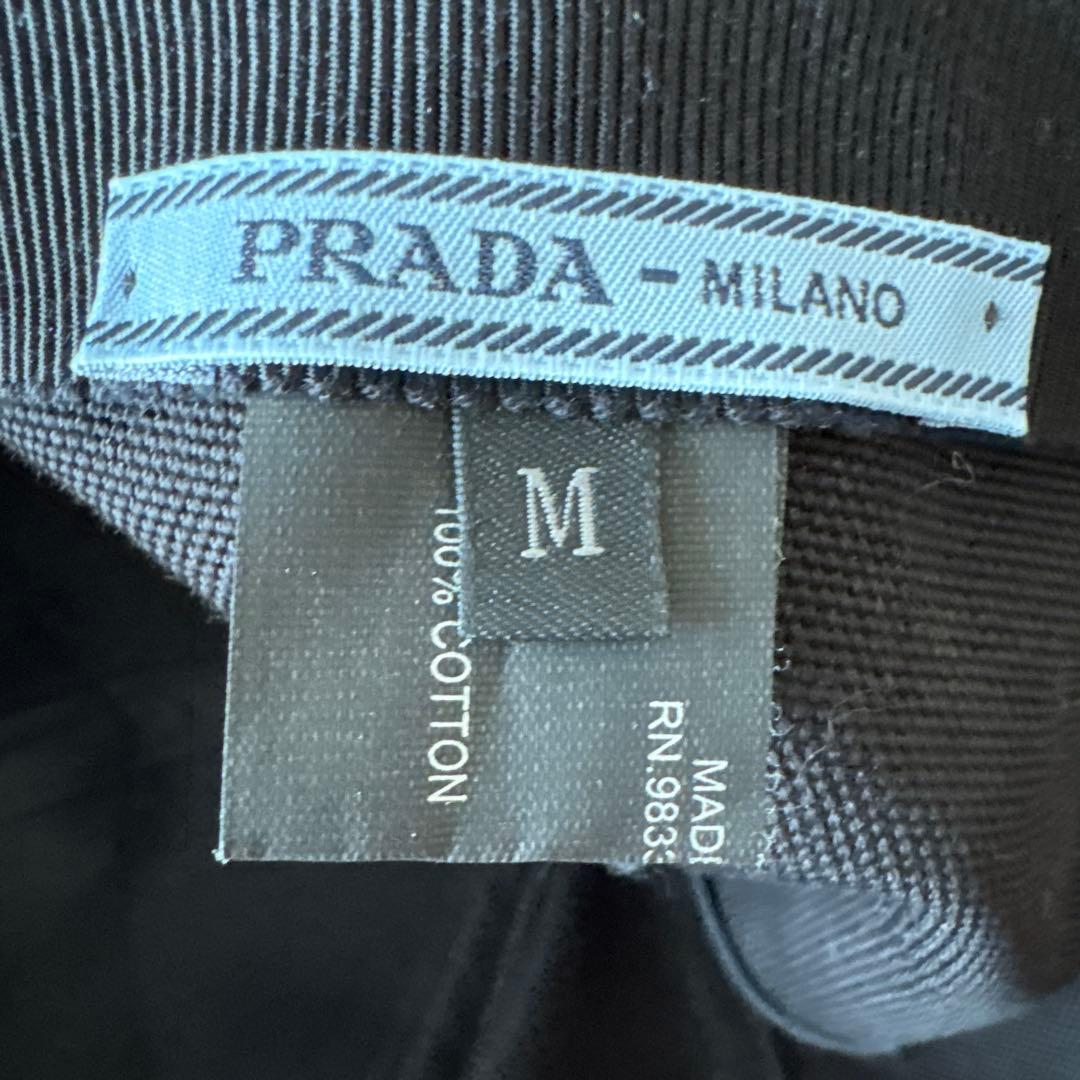 PRADA - MILANO
M
100% COTTON
RN.983